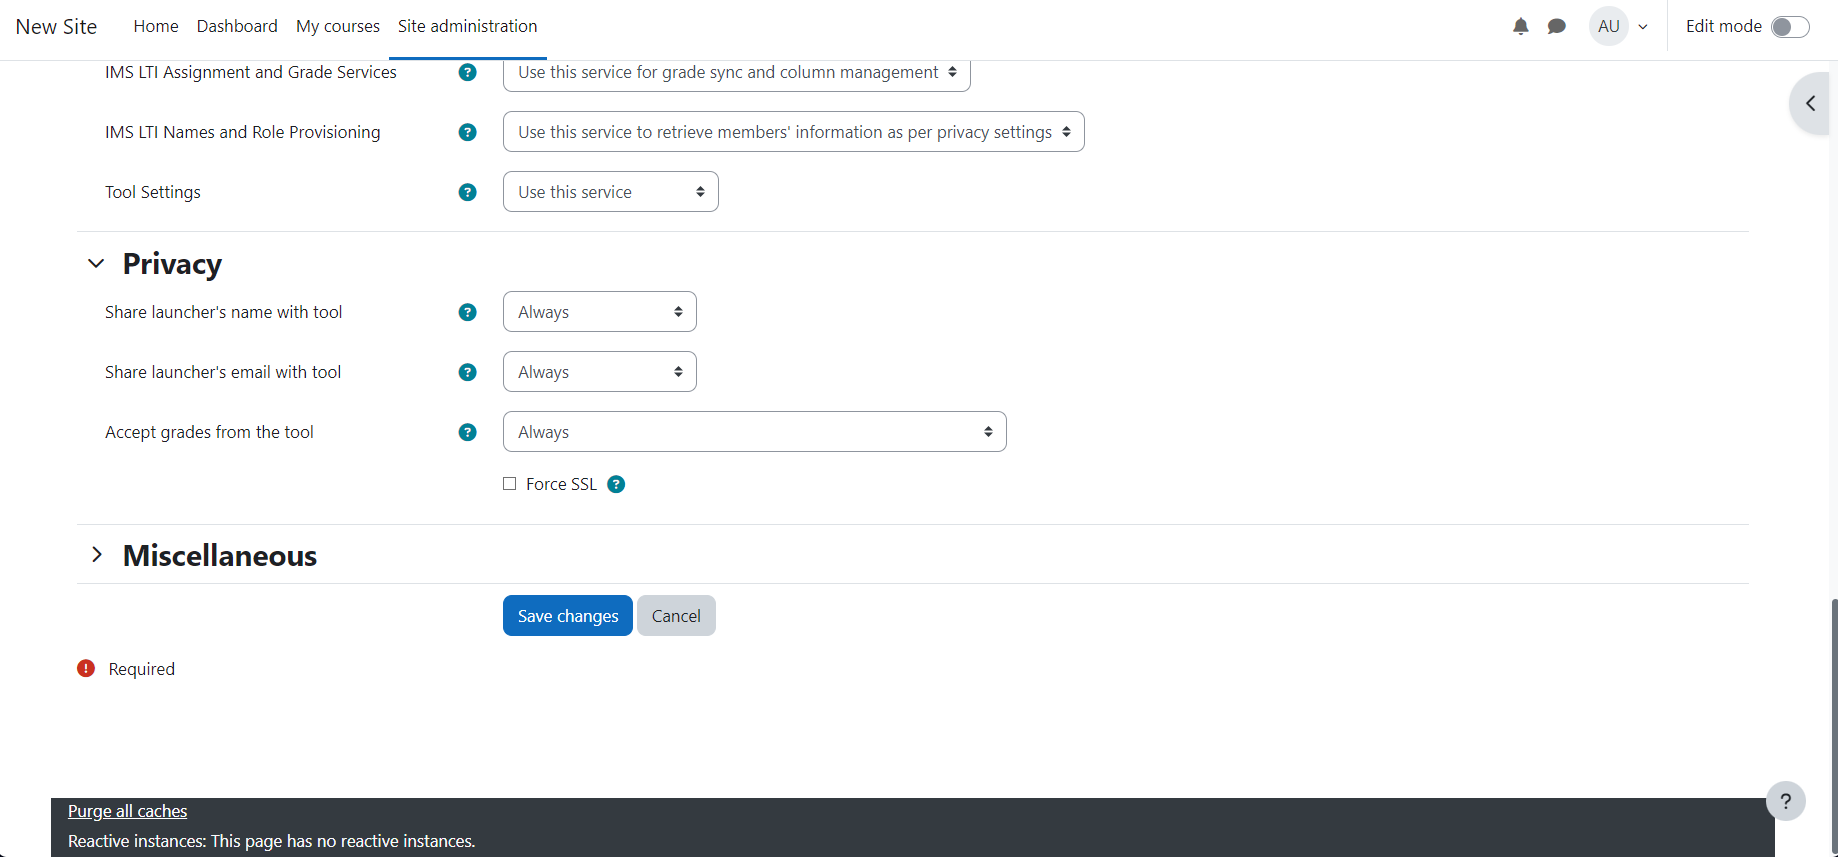 New Site Home Dashboard My courses Site administration AU Edit mode
IMS LTI Assignment and Grade Services ? Use this service for grade sync and column management
IMS LTI Names and Role Provisioning ? Use this service to retrieve members' information as per privacy settings
Tool Settings ? Use this service
Privacy
Share launcher's name with tool ? Always
Share launcher's email with tool ? Always
Accept grades from the tool ? Always
Force SSL ?
Miscellaneous
Save changes Cancel
! Required
?
Purge all caches
Reactive instances: This page has no reactive instances.